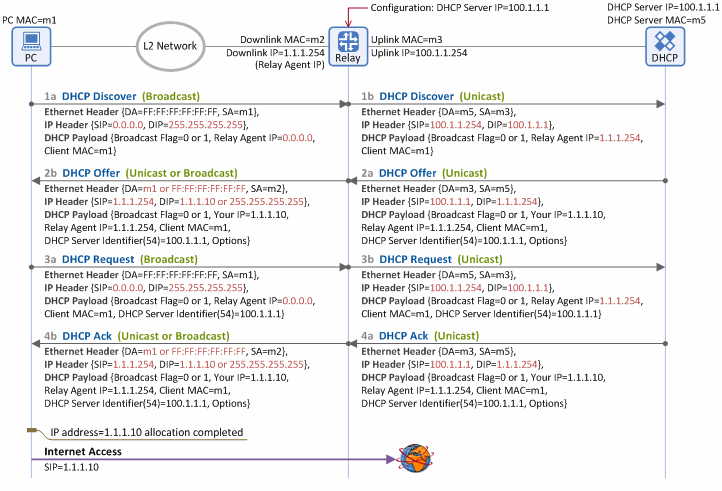 Configuration: DHCP Server IP=100.1.1.1
DHCP Server IP=100.1.1.1
DHCP Server MAC=m5
PC MAC=m1
PC
L2 Network
Downlink MAC=m2
Downlink IP=1.1.1.254
(Relay Agent IP)
Relay
Uplink MAC=m3
Uplink IP=100.1.1.254
DHCP
1a DHCP Discover (Broadcast)
Ethernet Header {DA=FF:FF:FF:FF:FF:FF, SA=m1},
IP Header {SIP=0.0.0.0, DIP=255.255.255.255},
DHCP Payload {Broadcast Flag=0 or 1, Relay Agent IP=0.0.0.0,
Client MAC=m1}
1b DHCP Discover (Unicast)
Ethernet Header {DA=m5, SA=m3},
IP Header {SIP=100.1.1.254, DIP=100.1.1.1},
DHCP Payload {Broadcast Flag=0 or 1, Relay Agent IP=1.1.1.254,
Client MAC=m1}
2b DHCP Offer (Unicast or Broadcast)
Ethernet Header {DA=m1 or FF:FF:FF:FF:FF:FF, SA=m2},
IP Header {SIP=1.1.1.254, DIP=1.1.1.10 or 255.255.255.255},
DHCP Payload {Broadcast Flag=0 or 1, Your IP=1.1.1.10,
Relay Agent IP=1.1.1.254, Client MAC=m1,
DHCP Server Identifier(54)=100.1.1.1, Options}
2a DHCP Offer (Unicast)
Ethernet Header {DA=m3, SA=m5},
IP Header {SIP=100.1.1.1, DIP=1.1.1.254},
DHCP Payload {Broadcast Flag=0 or 1, Your IP=1.1.1.10,
Relay Agent IP=1.1.1.254, Client MAC=m1,
DHCP Server Identifier(54)=100.1.1.1, Options}
3a DHCP Request (Broadcast)
Ethernet Header {DA=FF:FF:FF:FF:FF:FF, SA=m1},
IP Header {SIP=0.0.0.0, DIP=255.255.255.255},
DHCP Payload {Broadcast Flag=0 or 1, Relay Agent IP=0.0.0.0,
Client MAC=m1, DHCP Server Identifier(54)=100.1.1.1}
3b DHCP Request (Unicast)
Ethernet Header {DA=m5, SA=m3},
IP Header {SIP=100.1.1.254, DIP=100.1.1.1},
DHCP Payload {Broadcast Flag=0 or 1, Relay Agent IP=1.1.1.254,
Client MAC=m1, DHCP Server Identifier(54)=100.1.1.1}
4b DHCP Ack (Unicast or Broadcast)
Ethernet Header {DA=m1 or FF:FF:FF:FF:FF:FF, SA=m2},
IP Header {SIP=1.1.1.254, DIP=1.1.1.10 or 255.255.255.255},
DHCP Payload {Broadcast Flag=0 or 1, Your IP=1.1.1.10,
Relay Agent IP=1.1.1.254, Client MAC=m1,
DHCP Server Identifier(54)=100.1.1.1, Options}
4a DHCP Ack (Unicast)
Ethernet Header {DA=m3, SA=m5},
IP Header {SIP=100.1.1.1, DIP=1.1.1.254},
DHCP Payload {Broadcast Flag=0 or 1, Your IP=1.1.1.10,
Relay Agent IP=1.1.1.254, Client MAC=m1,
DHCP Server Identifier(54)=100.1.1.1, Options}
IP address=1.1.1.10 allocation completed
Internet Access
SIP=1.1.1.10